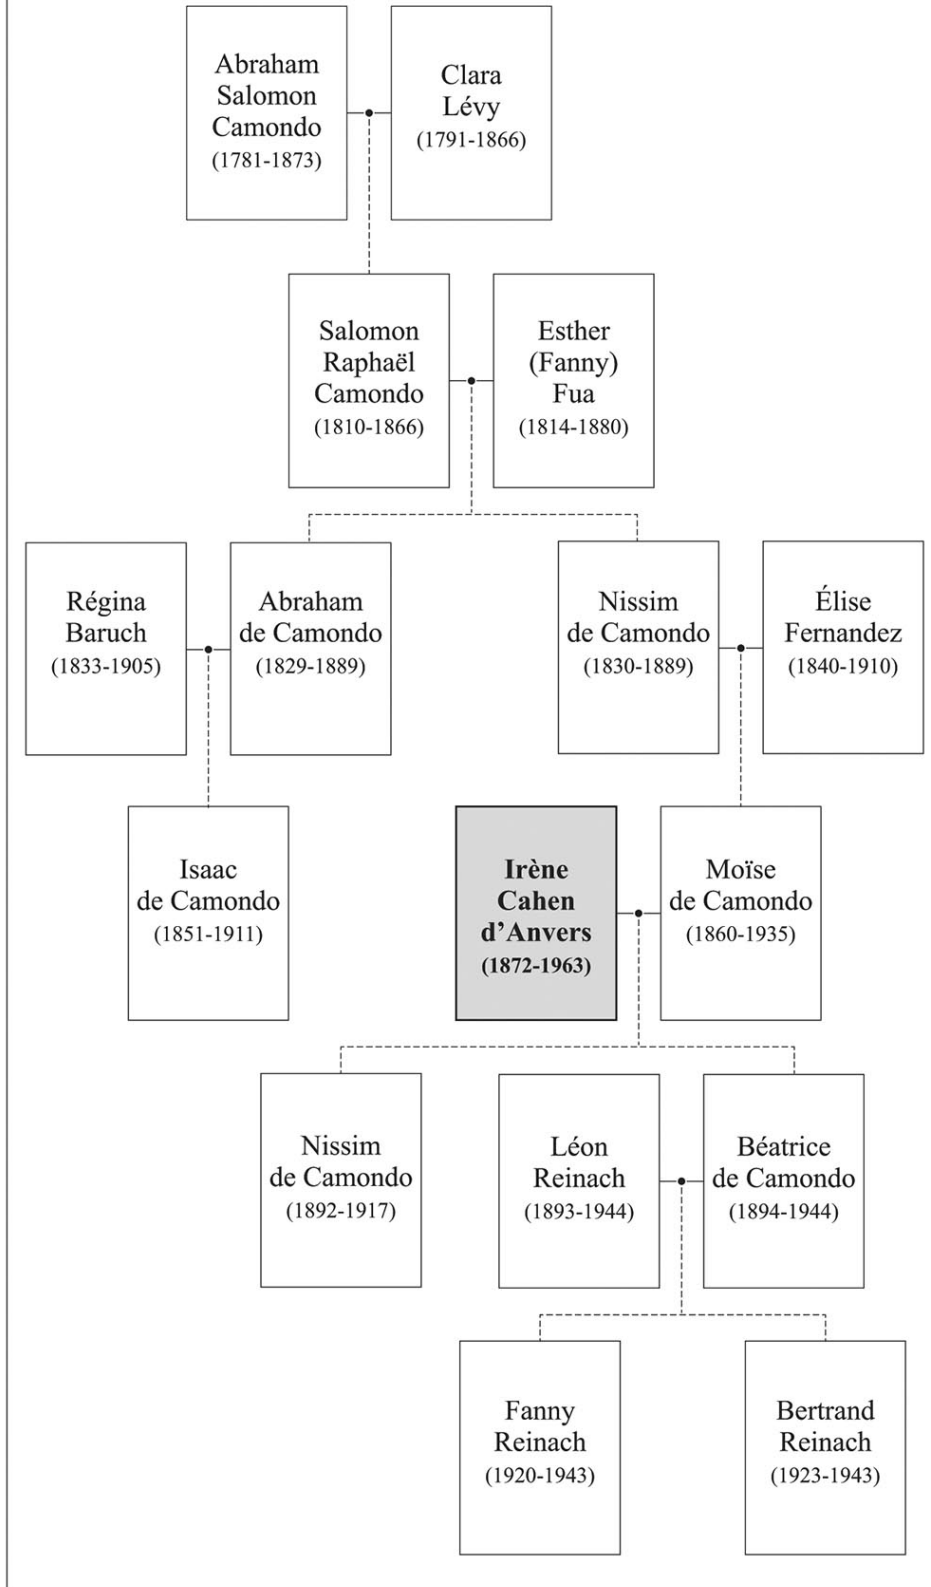 Abraham
Salomon
Camondo
(1781-1873)
Clara
Lévy
(1791-1866)
Salomon
Raphaël
Camondo
(1810-1866)
Esther
(Fanny)
Fua
(1814-1880)
Régina
Baruch
(1833-1905)
Abraham
de Camondo
(1829-1889)
Nissim
de Camondo
(1830-1889)
Élise
Fernandez
(1840-1910)
Isaac
de Camondo
(1851-1911)
Irène
Cahen
d’Anvers
(1872-1963)
Moïse
de Camondo
(1860-1935)
Nissim
de Camondo
(1892-1917)
Léon
Reinach
(1893-1944)
Béatrice
de Camondo
(1894-1944)
Fanny
Reinach
(1920-1943)
Bertrand
Reinach
(1923-1943)